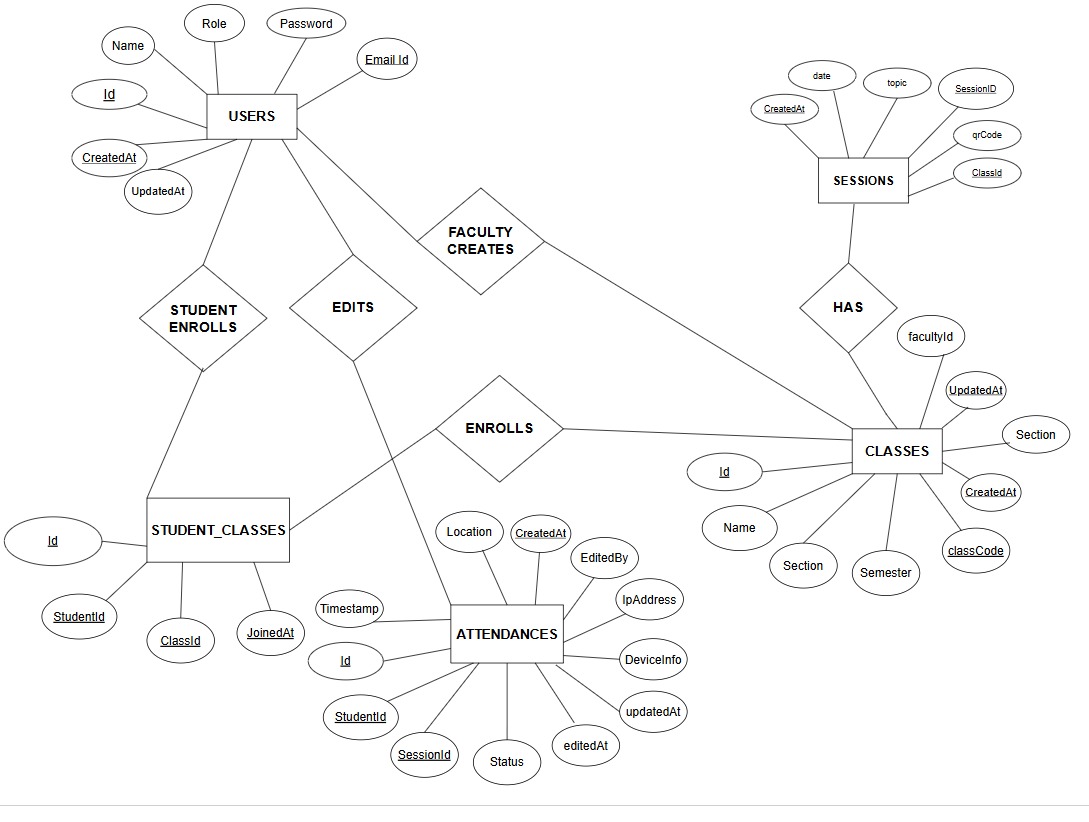 Role
Password
Name
Email Id
Id
USERS
CreatedAt
UpdatedAt
date
topic
SessionID
CreatedAt
qrCode
ClassId
SESSIONS
FACULTY
CREATES
STUDENT
ENROLLS
EDITS
HAS
facultyId
UpdatedAt
Section
CLASSES
ENROLLS
Id
CreatedAt
Name
Section
Semester
classCode
STUDENT_CLASSES
Id
StudentId
ClassId
JoinedAt
Location
CreatedAt
EditedBy
IpAddress
Timestamp
ATTENDANCES
Id
DeviceInfo
StudentId
updatedAt
SessionId
Status
editedAt